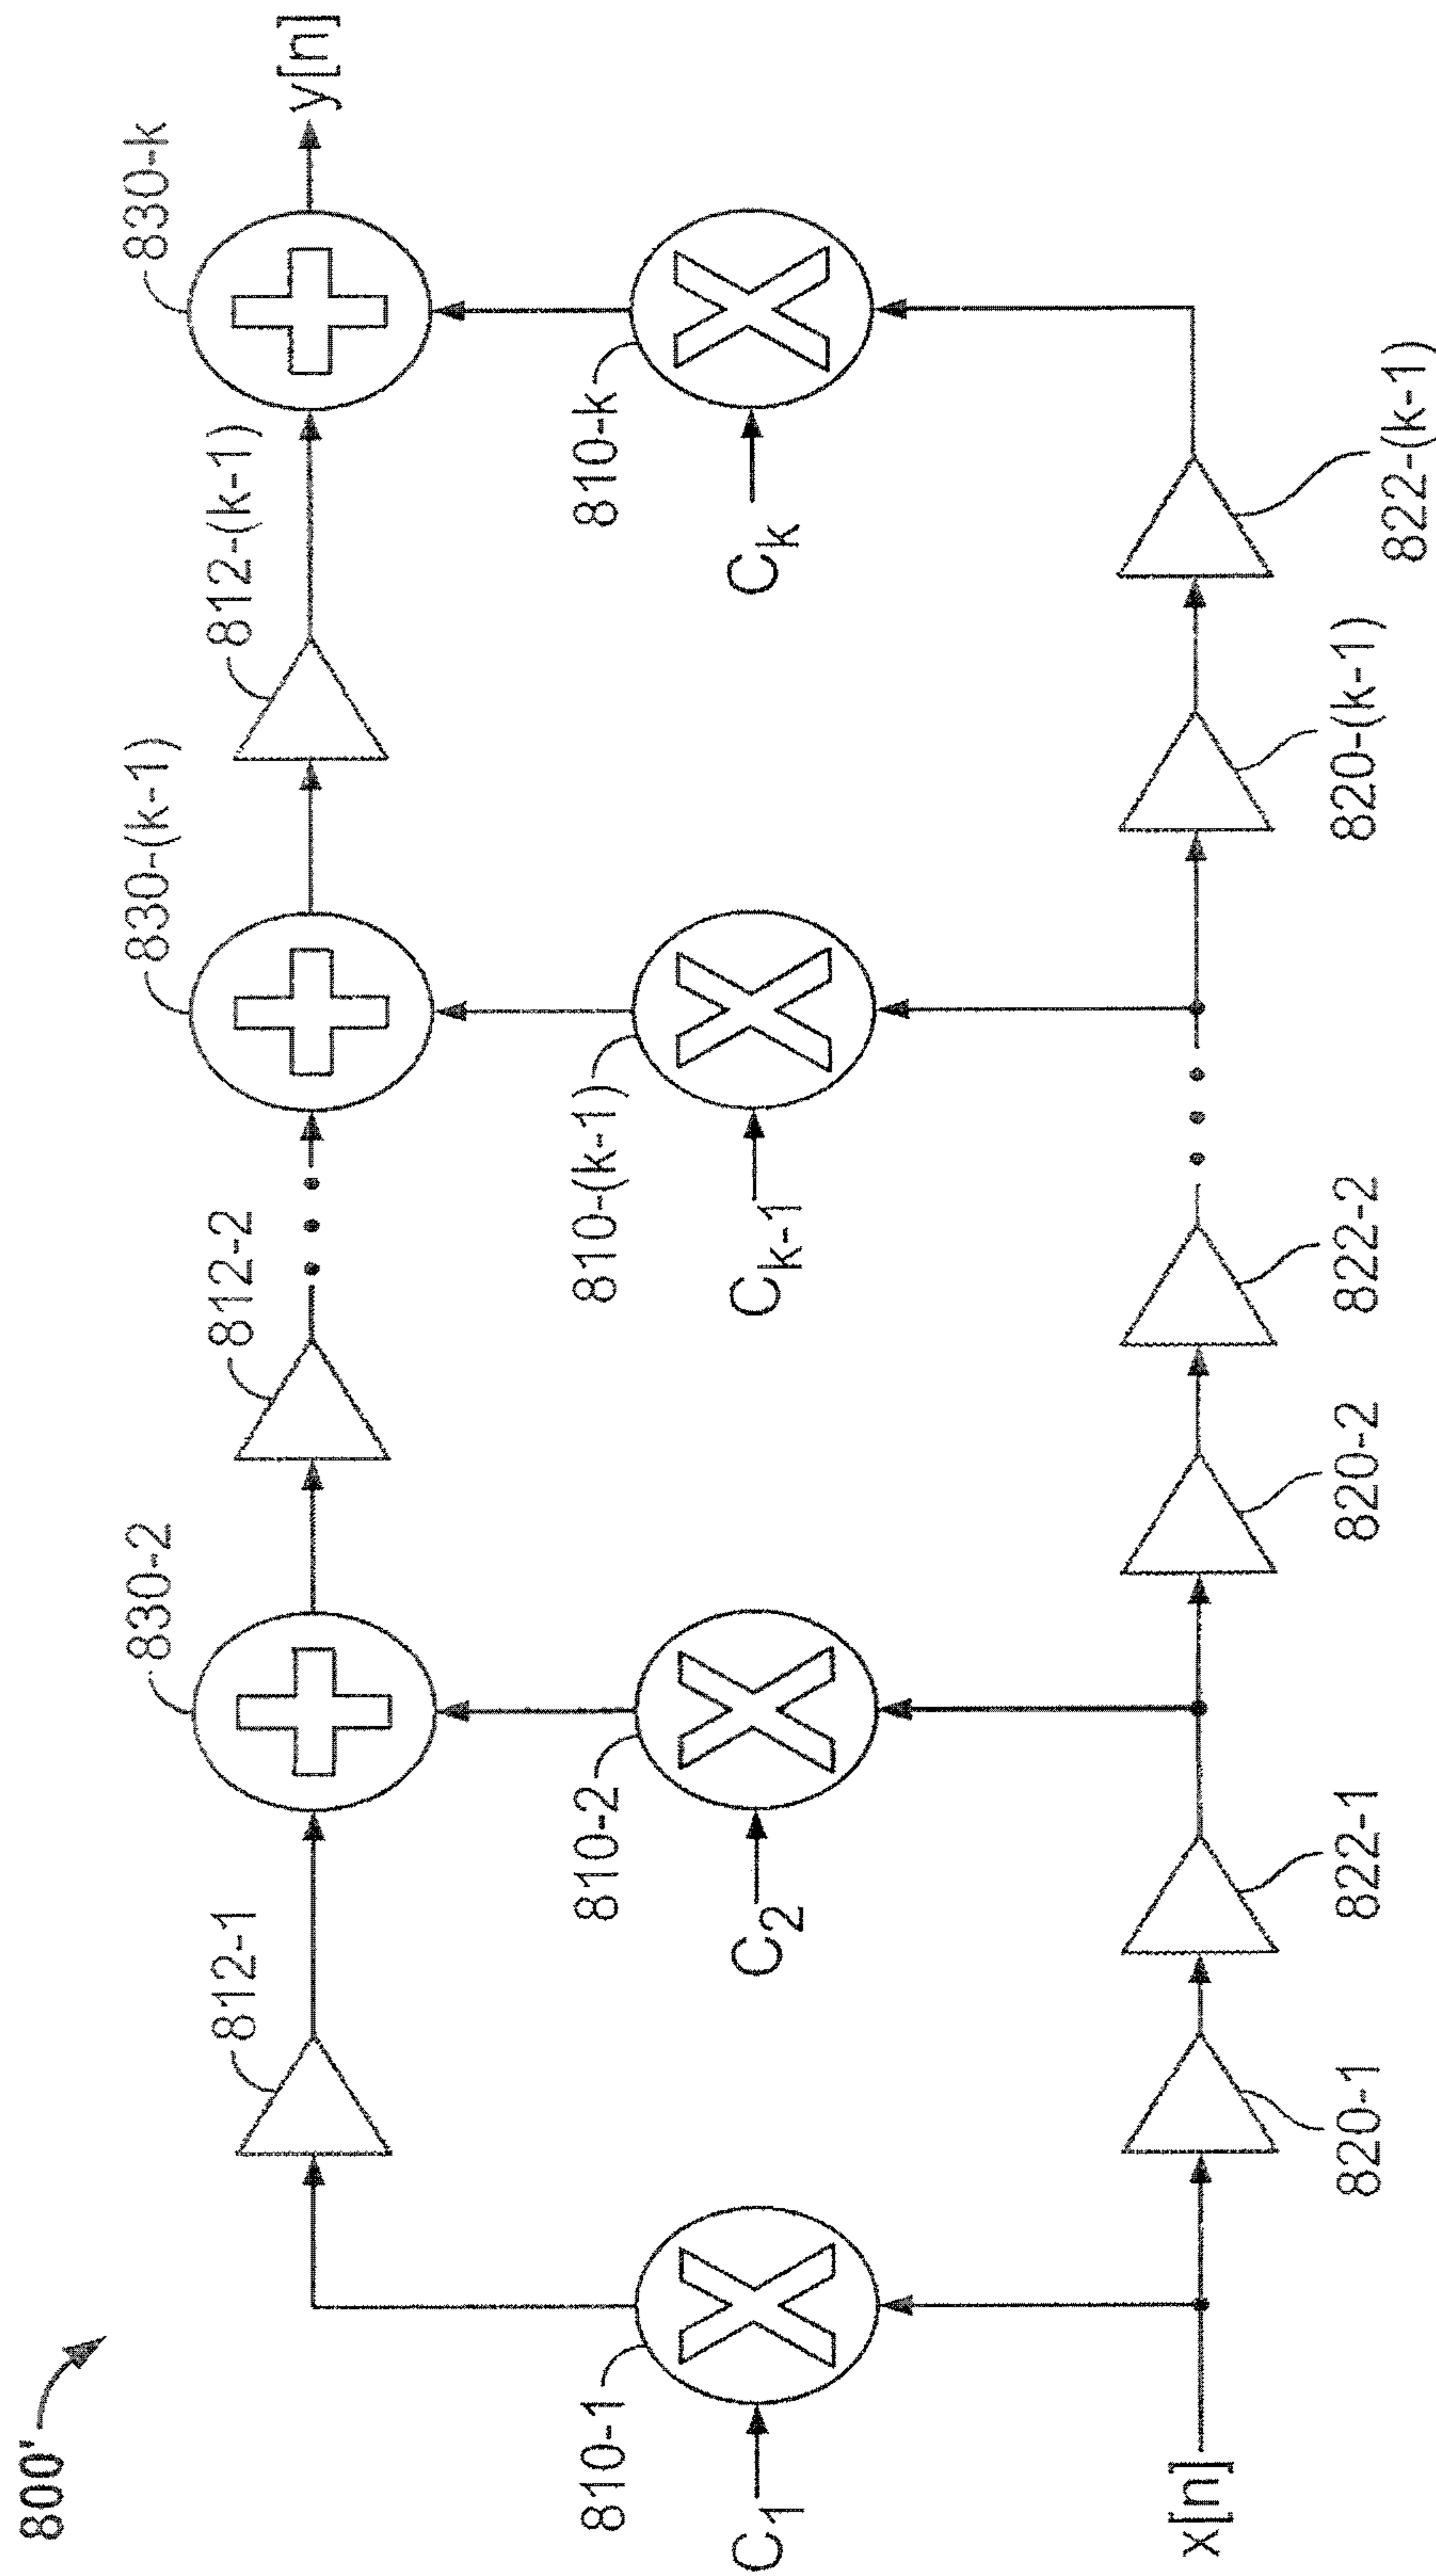 800'
830-2
830-(k-1)
830-k
y[n]
812-1
812-2
812-(k-1)
810-1
810-2
810-(k-1)
810-k
C1
C2
Ck-1
Ck
x[n]
820-1
822-1
820-2
822-2
820-(k-1)
822-(k-1)